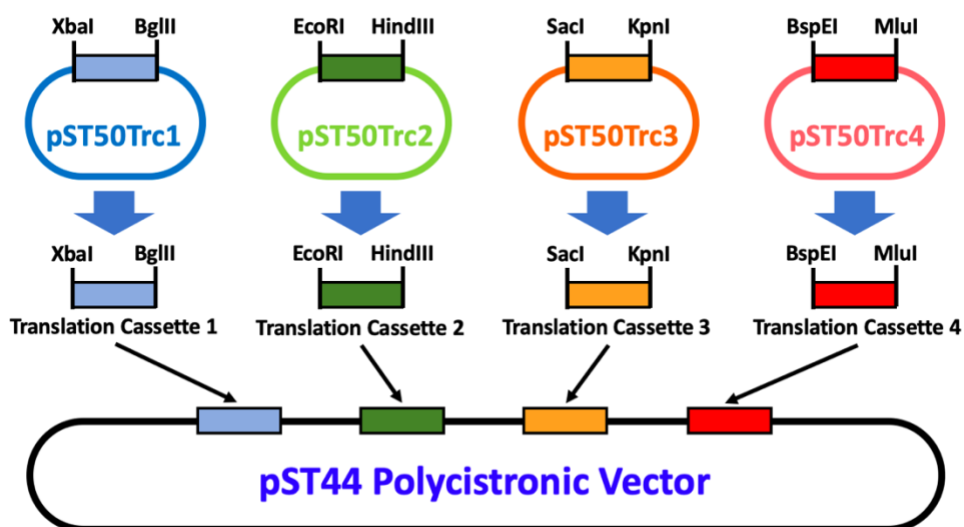 XbaI BglII EcoRI HindIII SacI KpnI BspEI MluI
pST50Trc1 pST50Trc2 pST50Trc3 pST50Trc4
XbaI BglII EcoRI HindIII SacI KpnI BspEI MluI
Translation Cassette 1 Translation Cassette 2 Translation Cassette 3 Translation Cassette 4
pST44 Polycistronic Vector